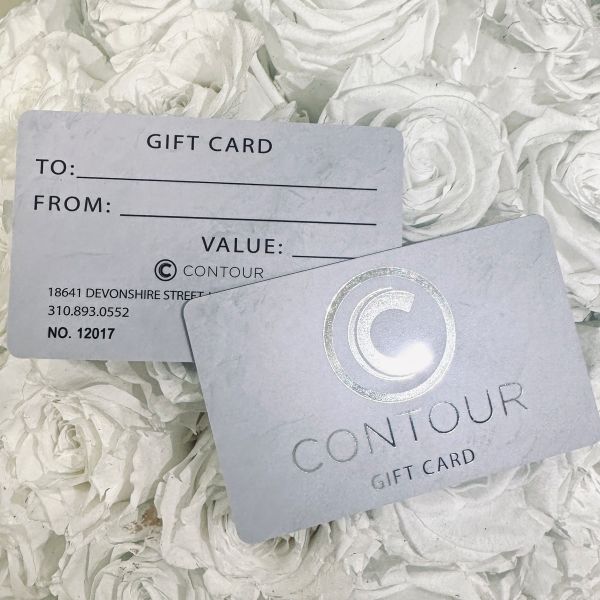 GIFT CARD
TO:
FROM:
VALUE:
C CONTOUR
18641 DEVONSHIRE STREET
310.893.0552
NO. 12017
C
CONTOUR
GIFT CARD